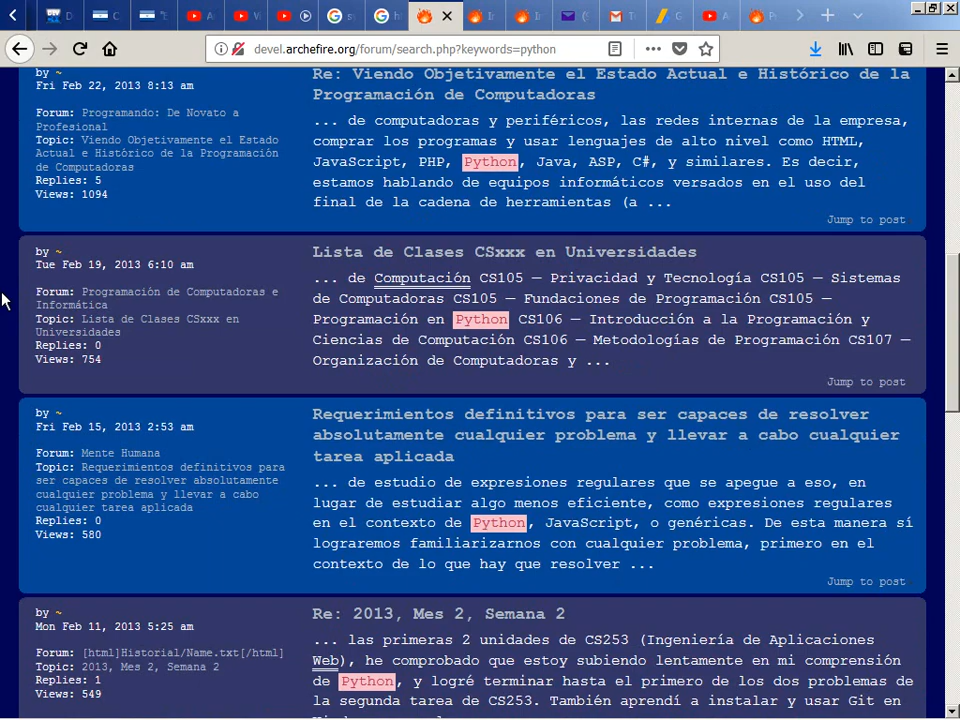 devel.archefire.org/forum/search.php?keywords=python
by ~
Fri Feb 22, 2013 8:13 am
Forum: Programando: De Novato a
Profesional
Topic: Viendo Objetivamente el Estado
Actual e Histórico de la Programación
de Computadoras
Replies: 5
Views: 1094
Re: Viendo Objetivamente el Estado Actual e Histórico de la
Programación de Computadoras
... de computadoras y periféricos, las redes internas de la empresa,
comprar los programas y usar lenguajes de alto nivel como HTML,
JavaScript, PHP, Python, Java, ASP, C#, y similares. Es decir,
estamos hablando de equipos informáticos versados en el uso del
final de la cadena de herramientas (a ...
Jump to post
by ~
Tue Feb 19, 2013 6:10 am
Forum: Programación de Computadoras e
Informática
Topic: Lista de Clases CSxxx en
Universidades
Replies: 0
Views: 754
Lista de Clases CSxxx en Universidades
... de Computación CS105 — Privacidad y Tecnología CS105 — Sistemas
de Computadoras CS105 — Fundaciones de Programación CS105 —
Programación en Python CS106 — Introducción a la Programación y
Ciencias de Computación CS106 — Metodologías de Programación CS107 —
Organización de Computadoras y ...
Jump to post
by ~
Fri Feb 15, 2013 2:53 am
Forum: Mente Humana
Topic: Requerimientos definitivos para
ser capaces de resolver absolutamente
cualquier problema y llevar a cabo
cualquier tarea aplicada
Replies: 0
Views: 580
Requerimientos definitivos para ser capaces de resolver
absolutamente cualquier problema y llevar a cabo cualquier
tarea aplicada
... de estudio de expresiones regulares que se apegue a eso, en
lugar de estudiar algo menos eficiente, como expresiones regulares
en el contexto de Python, JavaScript, o genéricas. De esta manera sí
lograremos familiarizarnos con cualquier problema, primero en el
contexto de lo que hay que resolver ...
Jump to post
by ~
Mon Feb 11, 2013 5:25 am
Forum: [html]Historial/Name.txt[/html]
Topic: 2013, Mes 2, Semana 2
Replies: 1
Views: 549
Re: 2013, Mes 2, Semana 2
... las primeras 2 unidades de CS253 (Ingeniería de Aplicaciones
Web), he comprobado que estoy subiendo lentamente en mi comprensión
de Python, y logré terminar hasta el primero de los dos problemas de
la segunda tarea de CS253. También aprendí a instalar y usar Git en